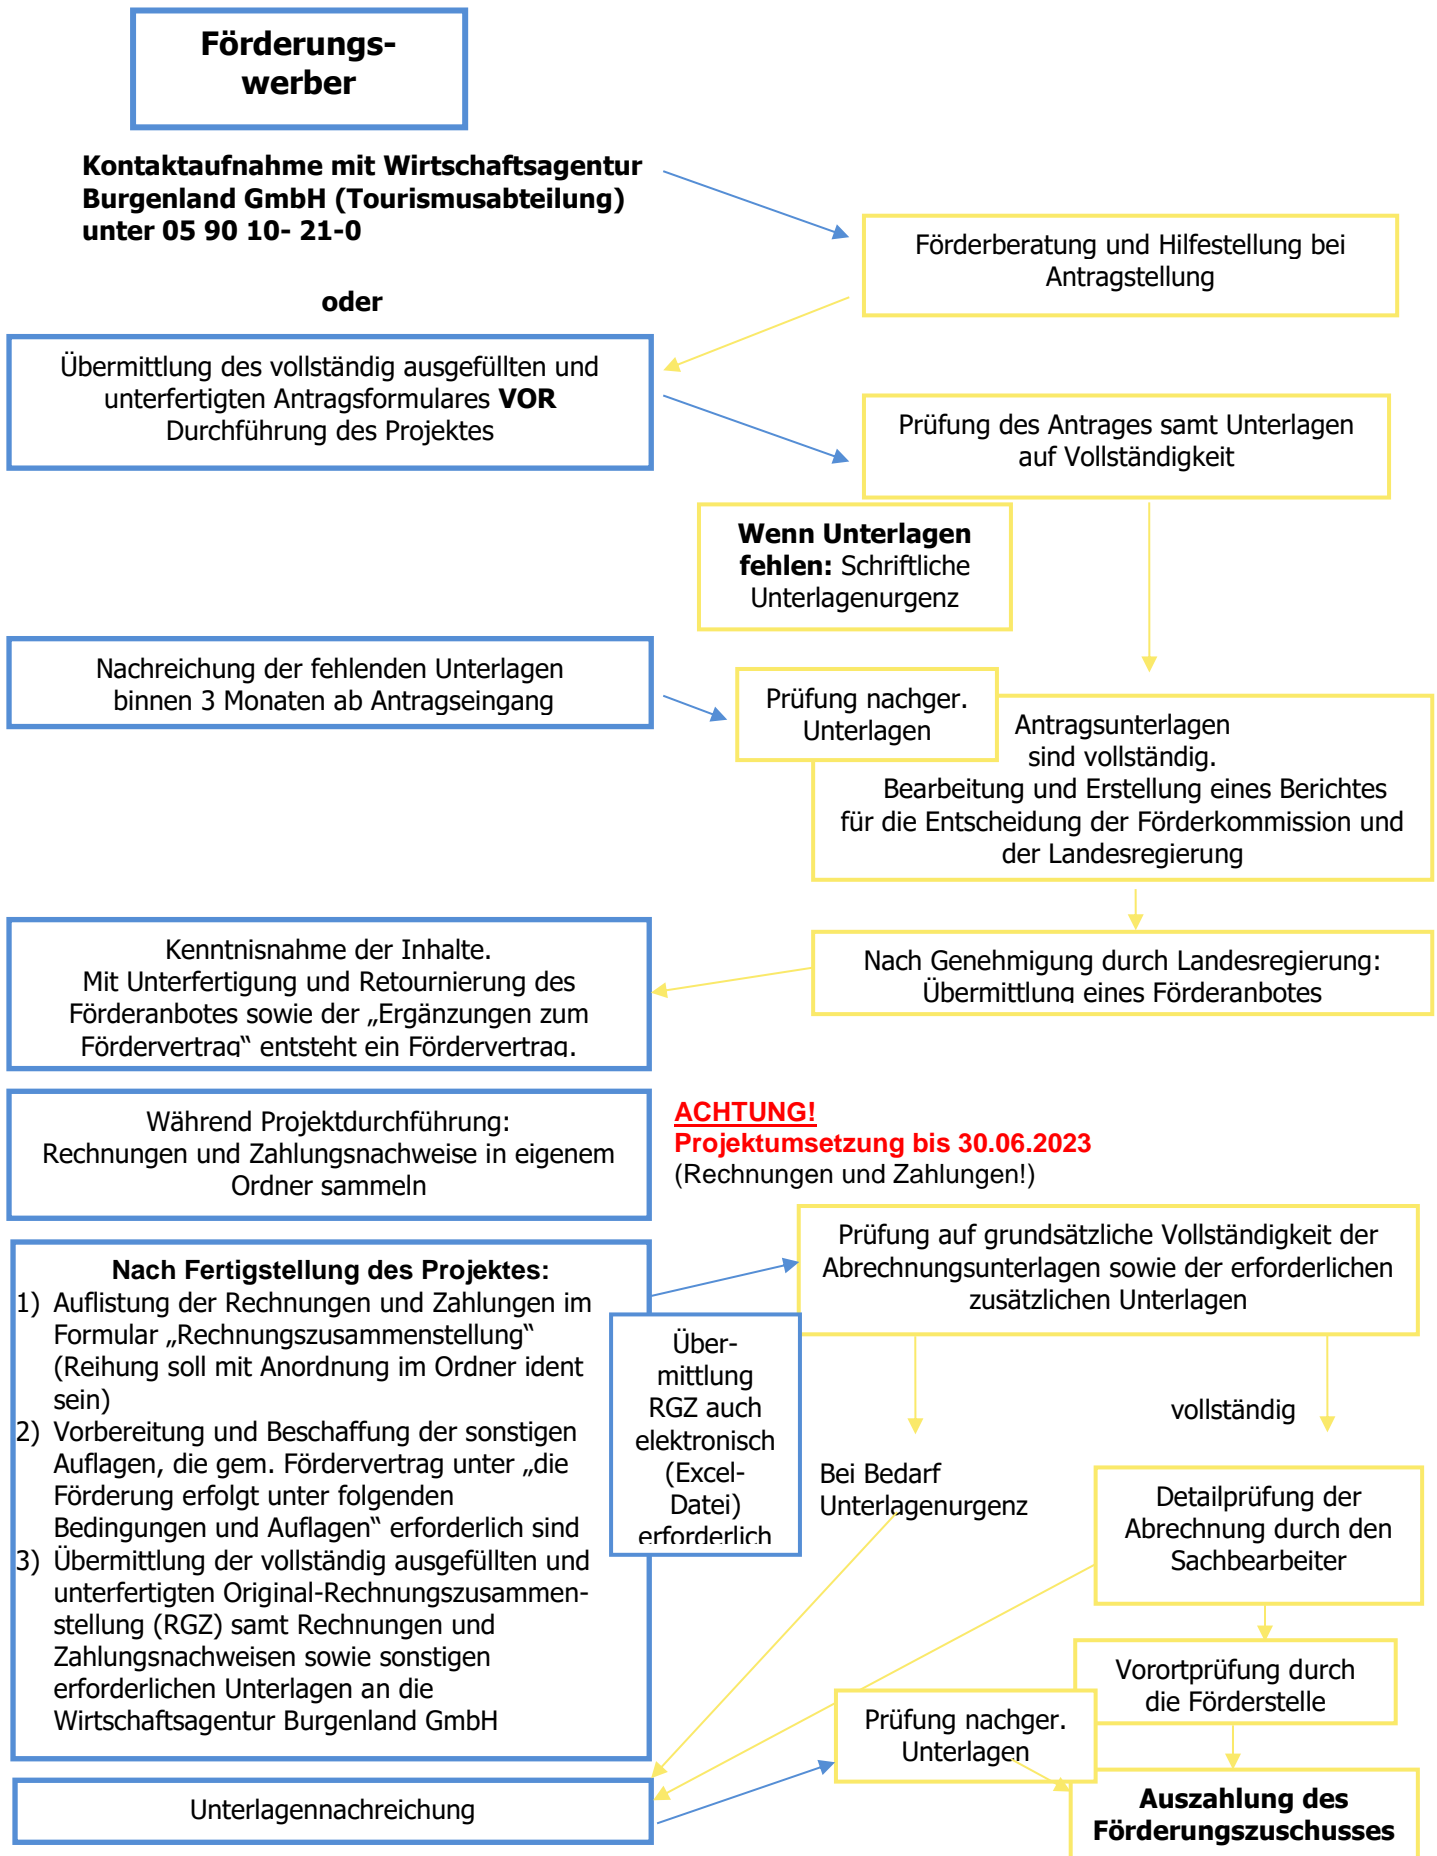 Förderungs-
werber
Kontaktaufnahme mit Wirtschaftsagentur
Burgenland GmbH (Tourismusabteilung)
unter 05 90 10- 21-0
Förderberatung und Hilfestellung bei
Antragstellung
oder
Übermittlung des vollständig ausgefüllten und
unterfertigten Antragsformulares VOR
Durchführung des Projektes
Prüfung des Antrages samt Unterlagen
auf Vollständigkeit
Wenn Unterlagen
fehlen: Schriftliche
Unterlagenurgenz
Nachreichung der fehlenden Unterlagen
binnen 3 Monaten ab Antragseingang
Prüfung nachger.
Unterlagen
Antragsunterlagen
sind vollständig.
Bearbeitung und Erstellung eines Berichtes
für die Entscheidung der Förderkommission und
der Landesregierung
Kenntnisnahme der Inhalte.
Mit Unterfertigung und Retournierung des
Förderanbotes sowie der „Ergänzungen zum
Fördervertrag“ entsteht ein Fördervertrag.
Nach Genehmigung durch Landesregierung:
Übermittlung eines Förderanbotes
Während Projektdurchführung:
Rechnungen und Zahlungsnachweise in eigenem
Ordner sammeln
ACHTUNG!
Projektumsetzung bis 30.06.2023
(Rechnungen und Zahlungen!)
Prüfung auf grundsätzliche Vollständigkeit der
Abrechnungsunterlagen sowie der erforderlichen
zusätzlichen Unterlagen
Nach Fertigstellung des Projektes:
1) Auflistung der Rechnungen und Zahlungen im
Formular „Rechnungszusammenstellung“
(Reihung soll mit Anordnung im Ordner ident
sein)
2) Vorbereitung und Beschaffung der sonstigen
Auflagen, die gem. Fördervertrag unter „die
Förderung erfolgt unter folgenden
Bedingungen und Auflagen“ erforderlich sind
3) Übermittlung der vollständig ausgefüllten und
unterfertigten Original-Rechnungszusammen-
stellung (RGZ) samt Rechnungen und
Zahlungsnachweisen sowie sonstigen
erforderlichen Unterlagen an die
Wirtschaftsagentur Burgenland GmbH
Über-
mittlung
RGZ auch
elektronisch
(Excel-
Datei)
erforderlich
vollständig
Bei Bedarf
Unterlagenurgenz
Detailprüfung der
Abrechnung durch den
Sachbearbeiter
Vorortprüfung durch
die Förderstelle
Prüfung nachger.
Unterlagen
Unterlagennachreichung
Auszahlung des
Förderungszuschusses